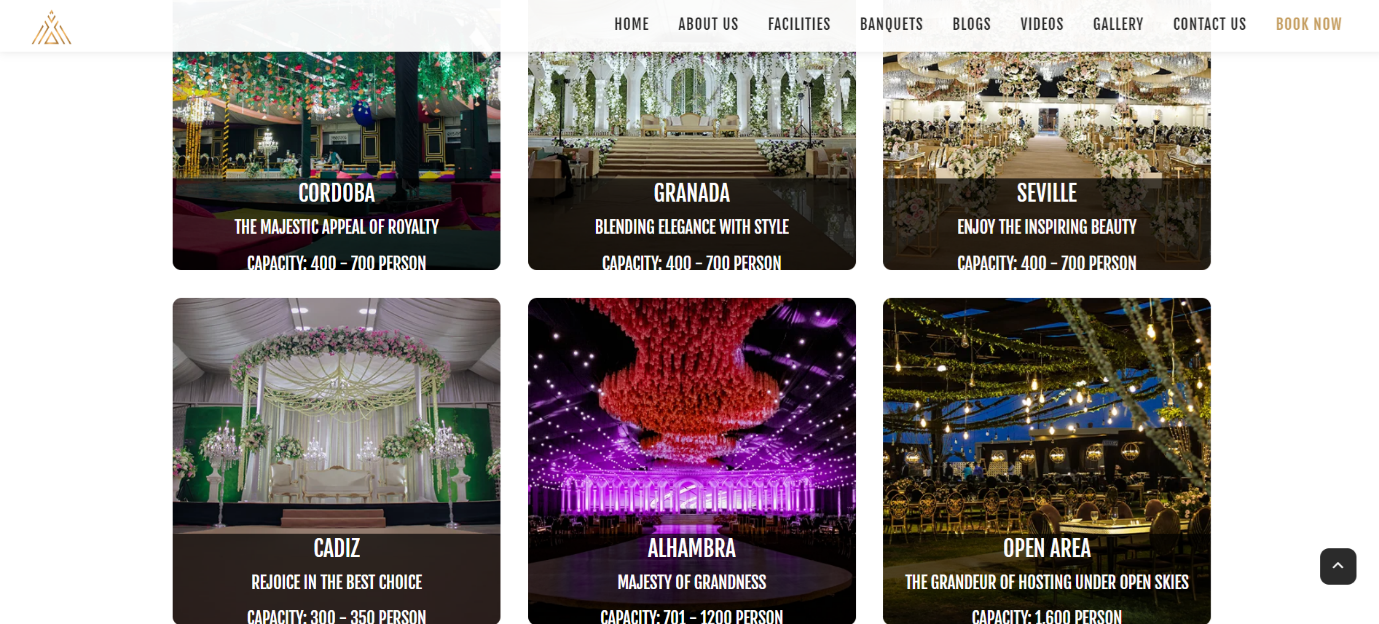 HOME ABOUT US FACILITIES BANQUETS BLOGS VIDEOS GALLERY CONTACT US BOOK NOW
CORDOBA
THE MAJESTIC APPEAL OF ROYALTY
CAPACITY: 400 - 700 PERSON
GRANADA
BLENDING ELEGANCE WITH STYLE
CAPACITY: 400 - 700 PERSON
SEVILLE
ENJOY THE INSPIRING BEAUTY
CAPACITY: 400 - 700 PERSON
CADIZ
REJOICE IN THE BEST CHOICE
CAPACITY: 300 - 350 PERSON
ALHAMBRA
MAJESTY OF GRANDNESS
CAPACITY: 701 - 1200 PERSON
OPEN AREA
THE GRANDEUR OF HOSTING UNDER OPEN SKIES
CAPACITY: 1,600 PERSON